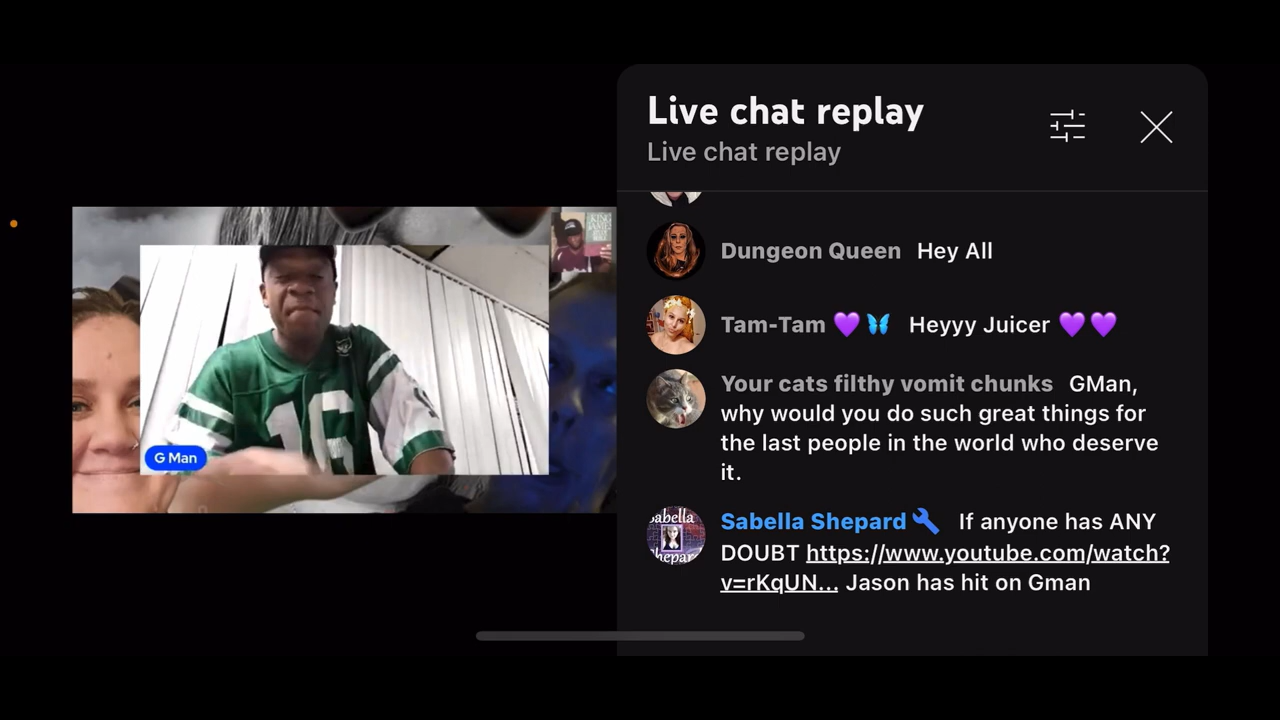 Live chat replay
Live chat replay
Dungeon Queen Hey All
Tam-Tam 💜 🦋 Heyyy Juicer 💜💜
Your cats filthy vomit chunks GMan,
why would you do such great things for
the last people in the world who deserve
it.
Sabella Shepard🔧 If anyone has ANY
DOUBT https://www.youtube.com/watch?
v=rKqUN... Jason has hit on Gman
G Man
16